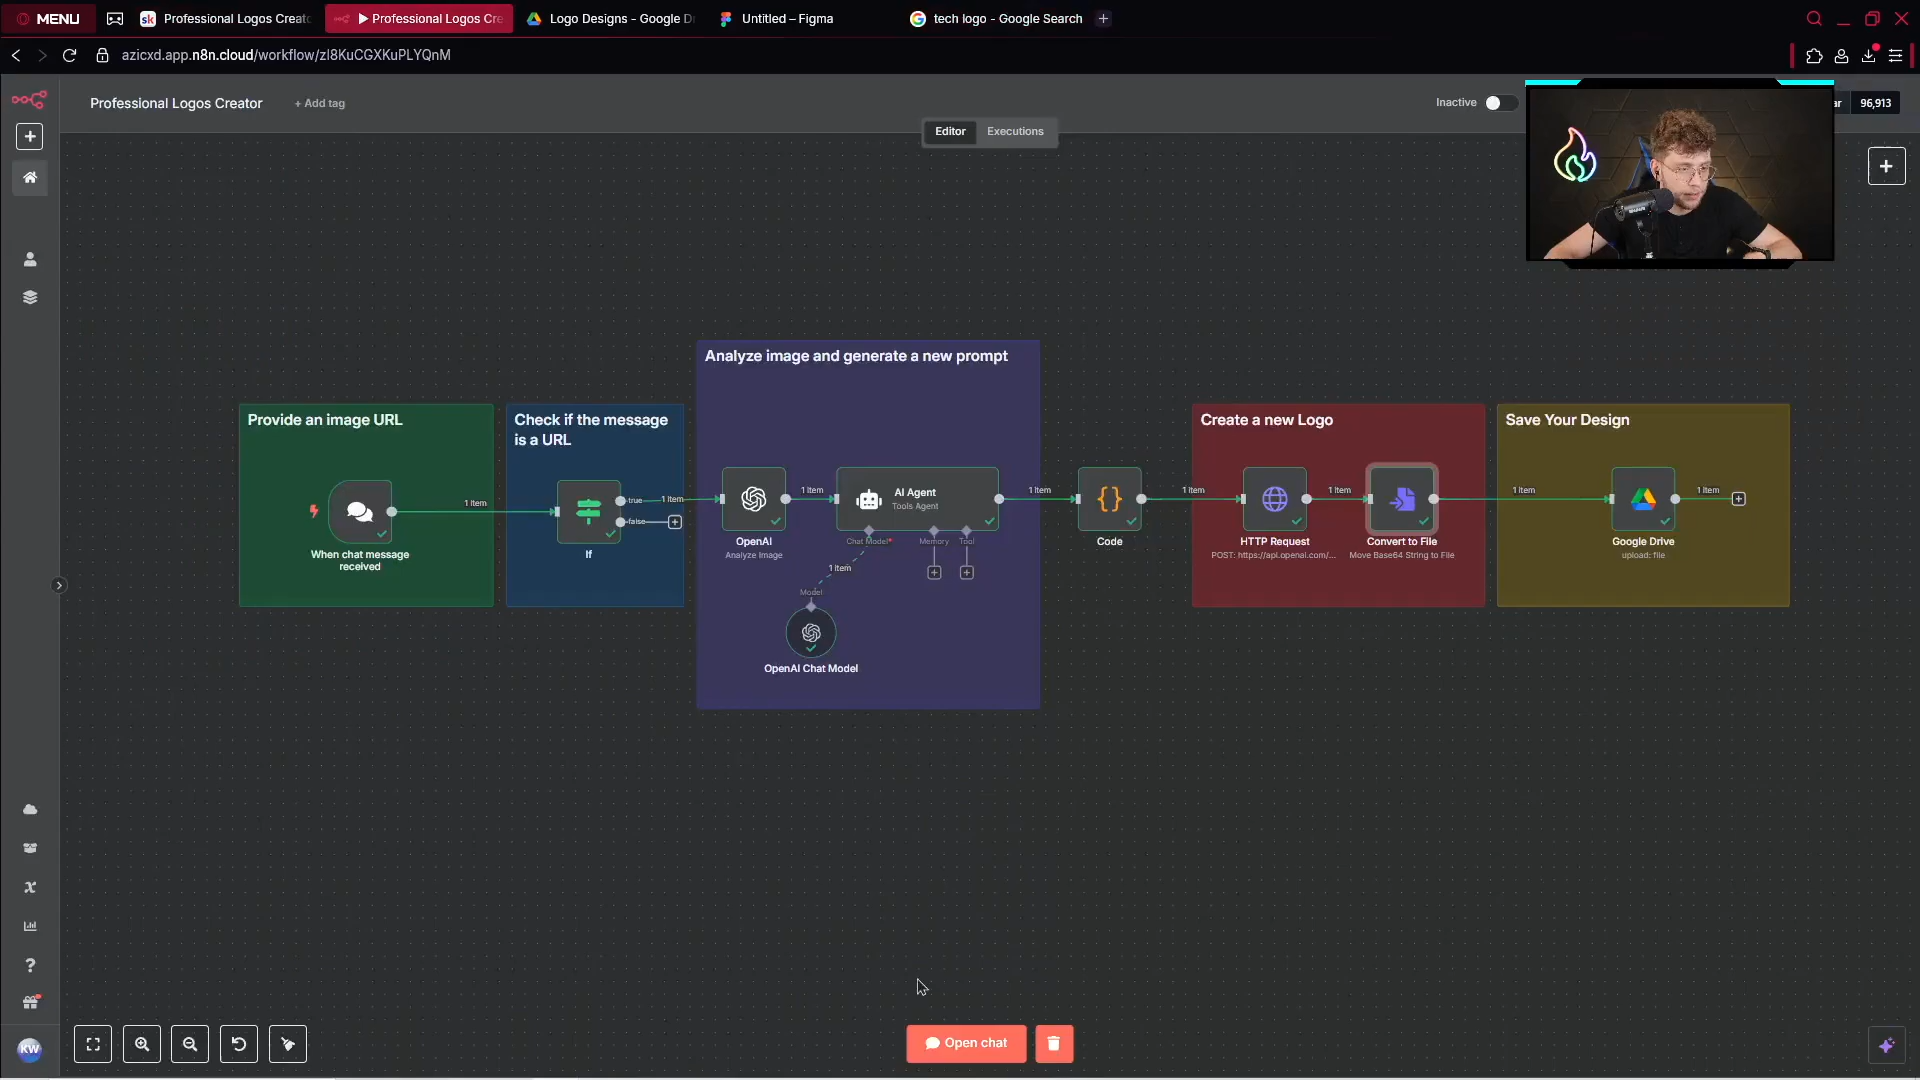 MENU
Professional Logos Creato
Professional Logos Cre
Logo Designs - Google D
Untitled – Figma
tech logo - Google Search
azicxd.app.n8n.cloud/workflow/zI8KuCGXKuPLYQnM
Professional Logos Creator
+ Add tag
Inactive
ar
96,913
Editor
Executions
Analyze image and generate a new prompt
Provide an image URL
Check if the message
is a URL
Create a new Logo
Save Your Design
1 item
true
1 item
false
1 item
AI Agent
Tools Agent
1 item
1 item
1 item
1 item
1 item
When chat message
received
If
OpenAI
Analyze Image
Chat Model*
Memory
Tool
1 item
Model
OpenAI Chat Model
Code
HTTP Request
POST: https://api.openai.com/...
Convert to File
Move Base64 String to File
Google Drive
upload: file
KW
Open chat